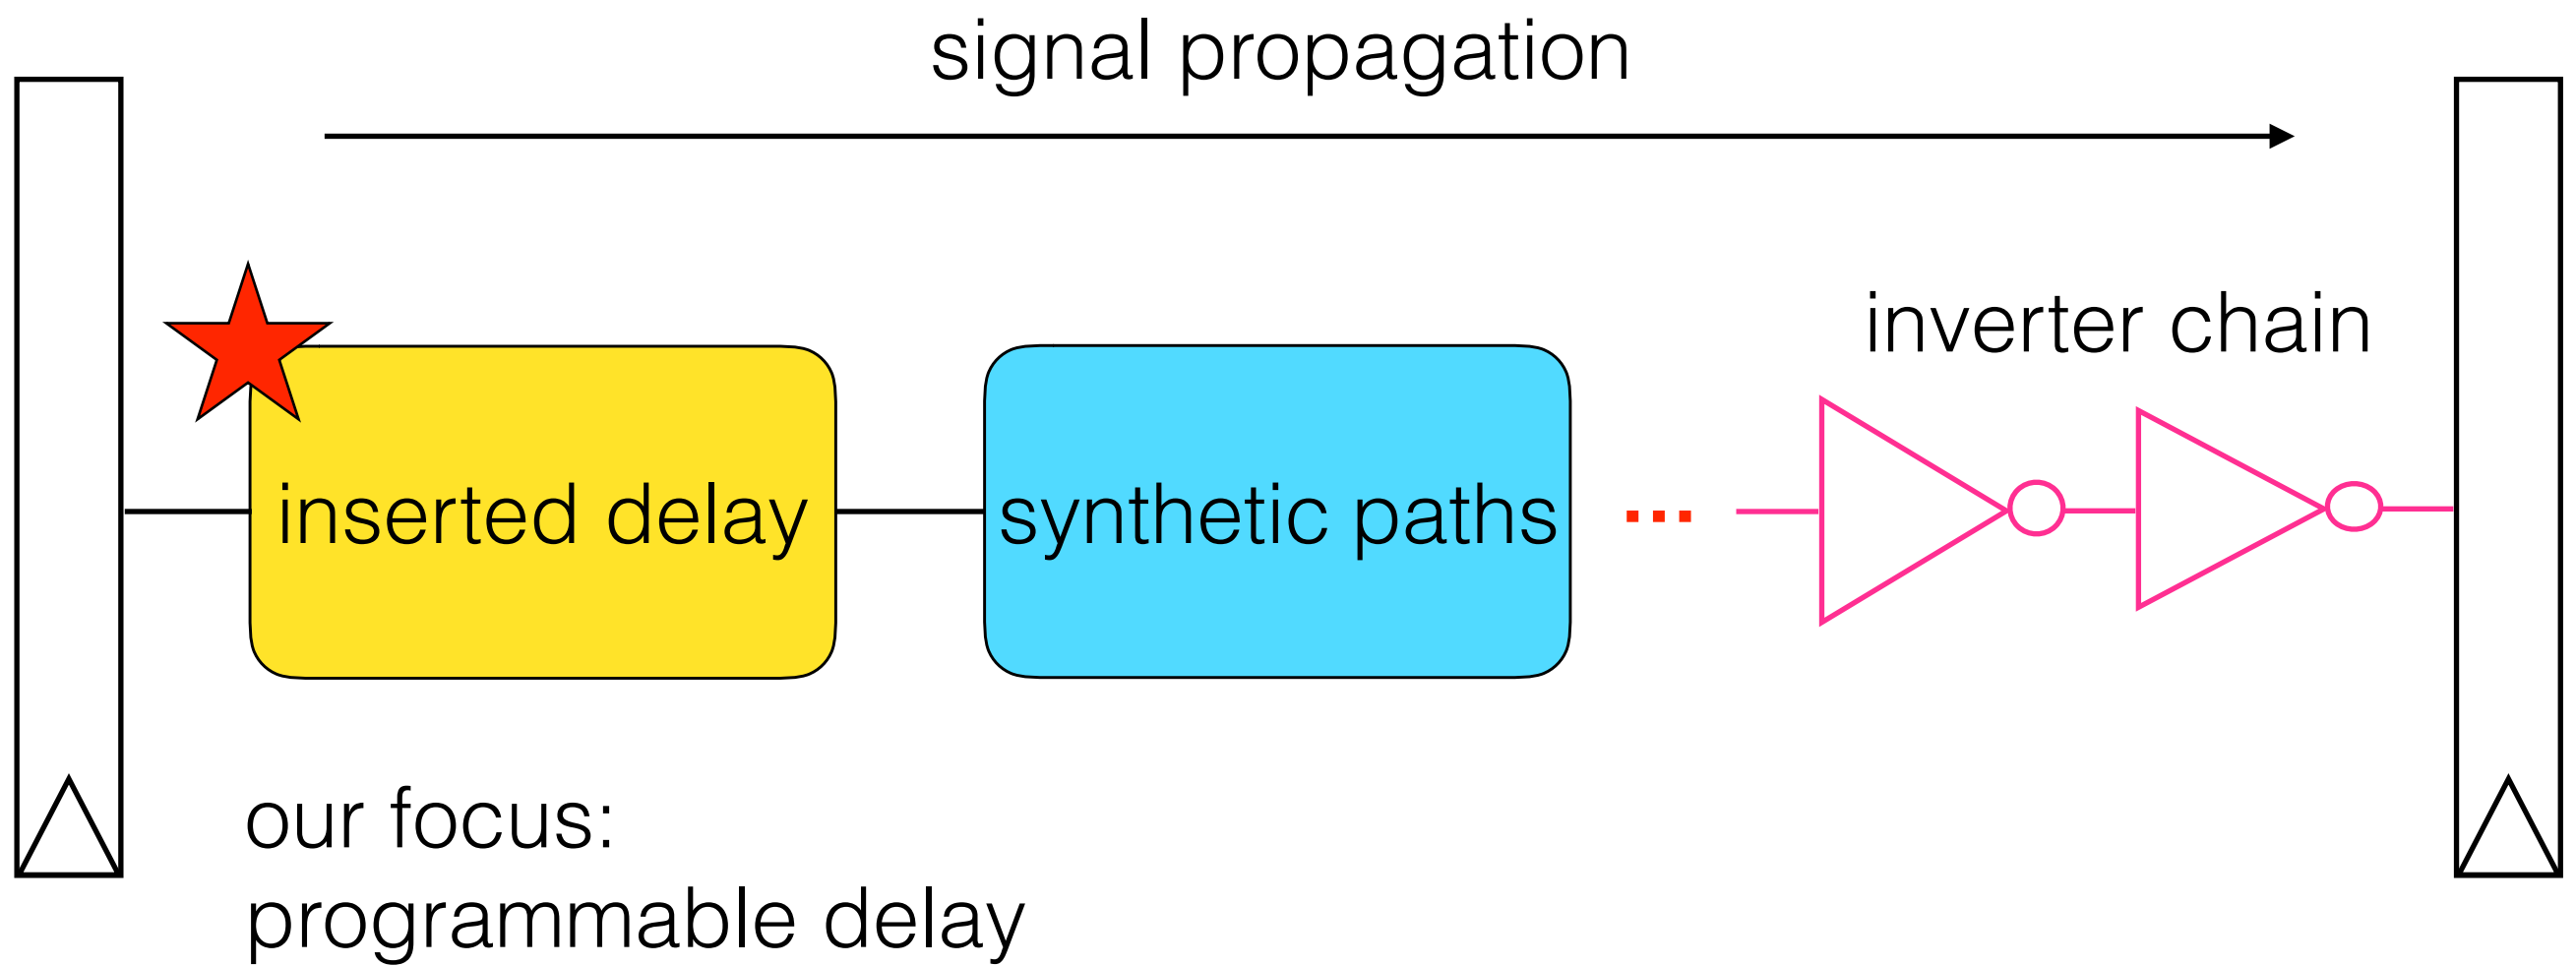 signal propagation
inverter chain
inserted delay
synthetic paths
...
our focus:
programmable delay